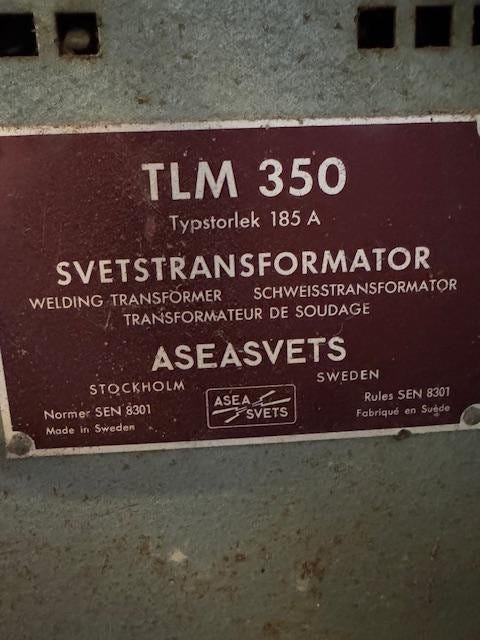 TLM 350
Typstorlek 185 A
SVETSTRANSFORMATOR
WELDING TRANSFORMER SCHWEISSTRANSFORMATOR
TRANSFORMATEUR DE SOUDAGE
ASEASVETS
STOCKHOLM SWEDEN
ASEA
SVETS
Normer SEN 8301 Rules SEN 8301
Made in Sweden Fabriqué en Suède